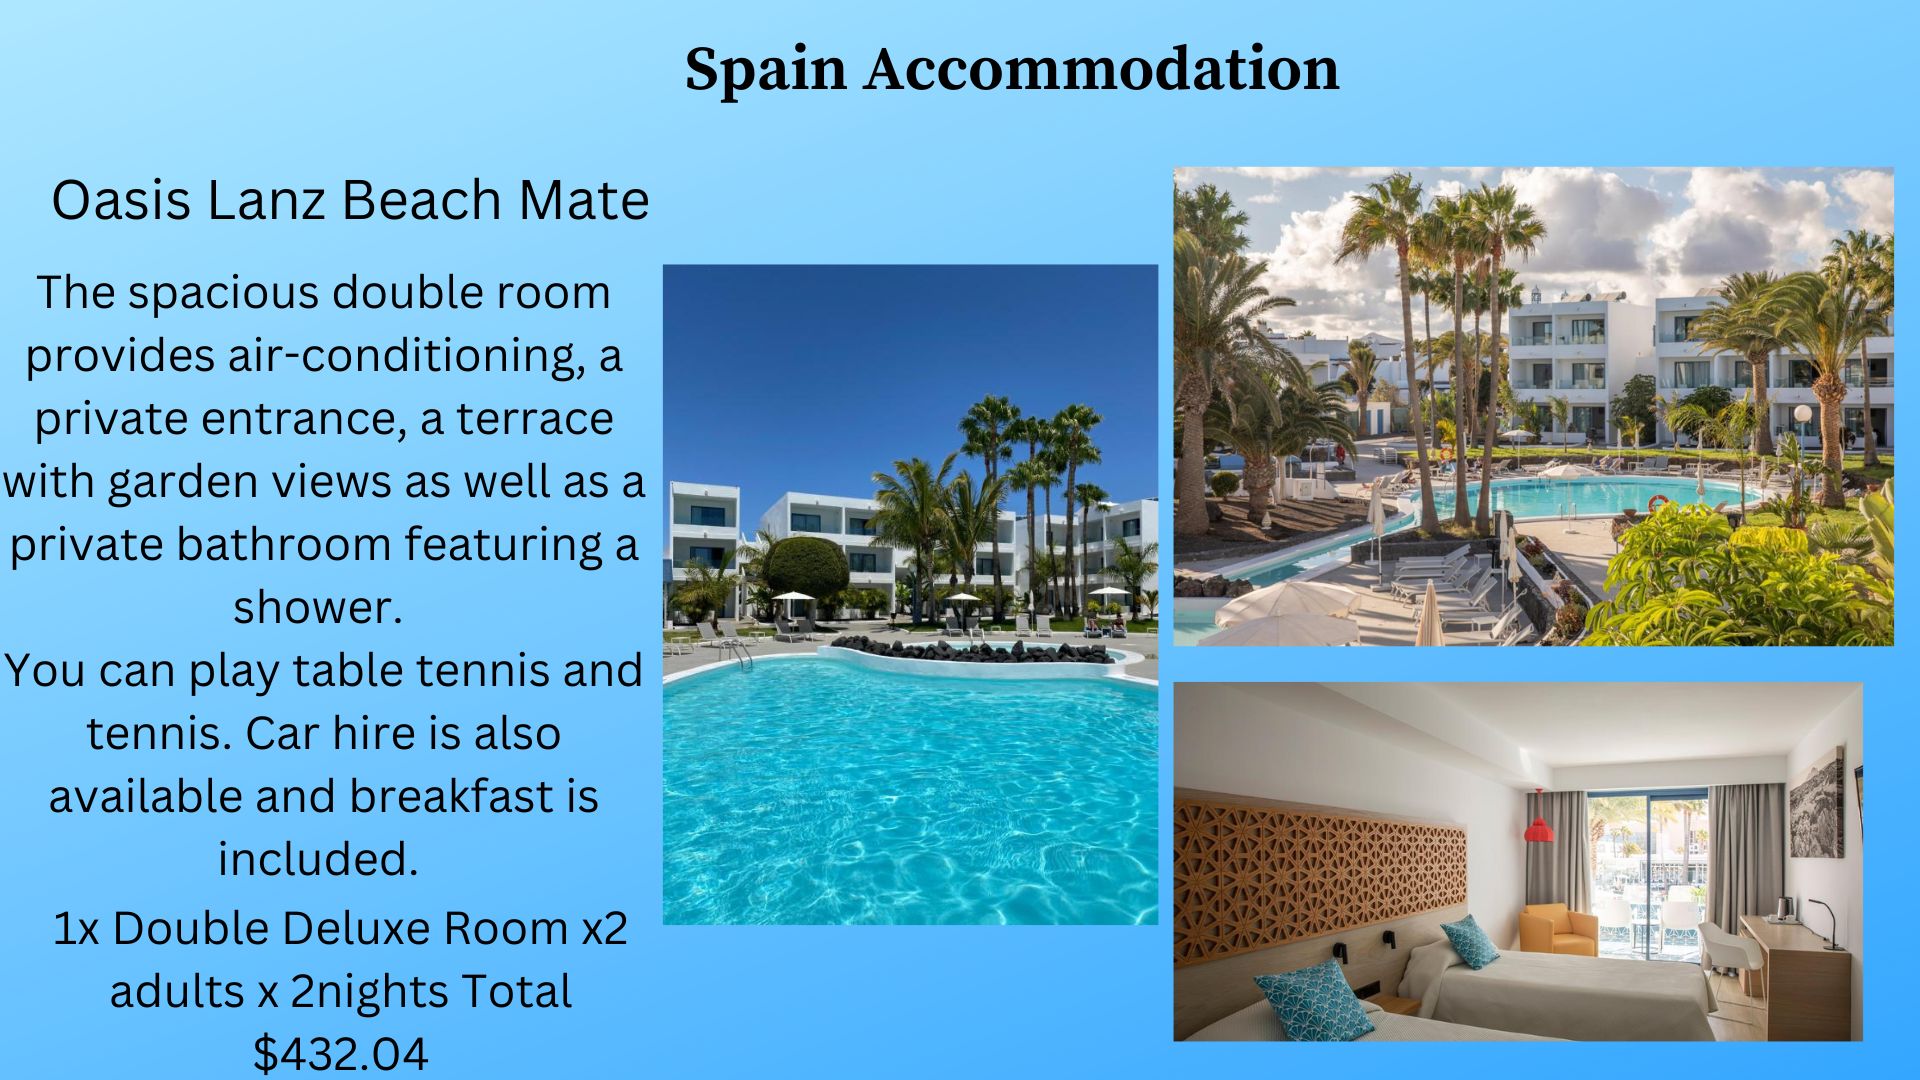 Spain Accommodation
Oasis Lanz Beach Mate
The spacious double room
provides air-conditioning, a
private entrance, a terrace
with garden views as well as a
private bathroom featuring a
shower.
You can play table tennis and
tennis. Car hire is also
available and breakfast is
included.
1x Double Deluxe Room x2
adults x 2nights Total
$432.04